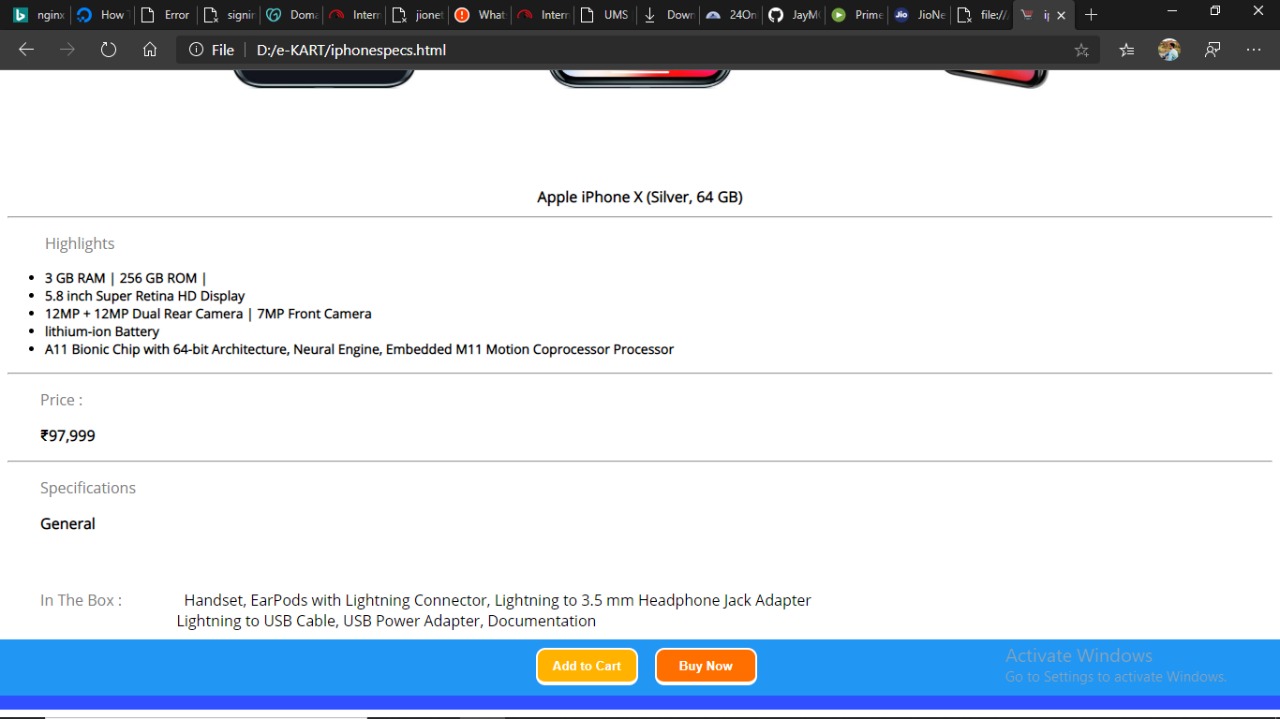 nginx How T Error signin Doma Intern jionet What Intern UMS Down 24On JayM Prime JioNe file:///
File | D:/e-KART/iphonespecs.html
Apple iPhone X (Silver, 64 GB)
Highlights
• 3 GB RAM | 256 GB ROM |
• 5.8 inch Super Retina HD Display
• 12MP + 12MP Dual Rear Camera | 7MP Front Camera
• lithium-ion Battery
• A11 Bionic Chip with 64-bit Architecture, Neural Engine, Embedded M11 Motion Coprocessor Processor
Price :
₹97,999
Specifications
General
In The Box : Handset, EarPods with Lightning Connector, Lightning to 3.5 mm Headphone Jack Adapter
Lightning to USB Cable, USB Power Adapter, Documentation
Add to Cart Buy Now
Activate Windows
Go to Settings to activate Windows.